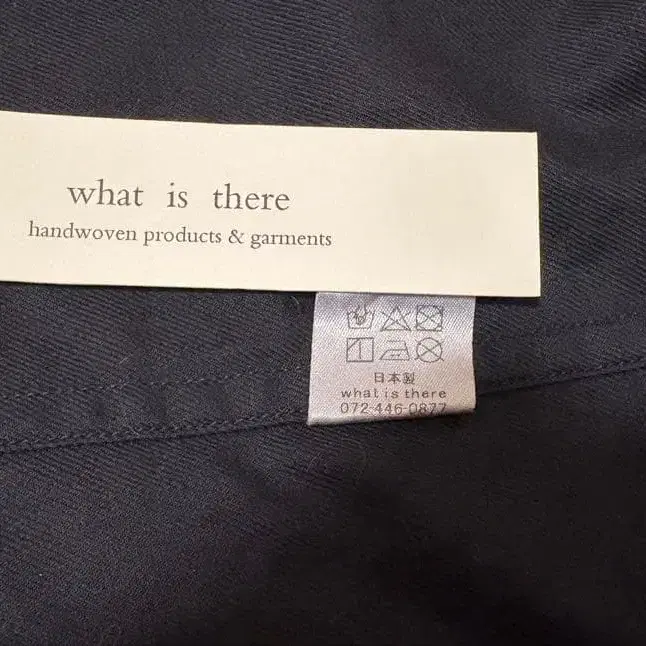 what is there
handwoven products & garments
日本製
what is there
072-446-0877